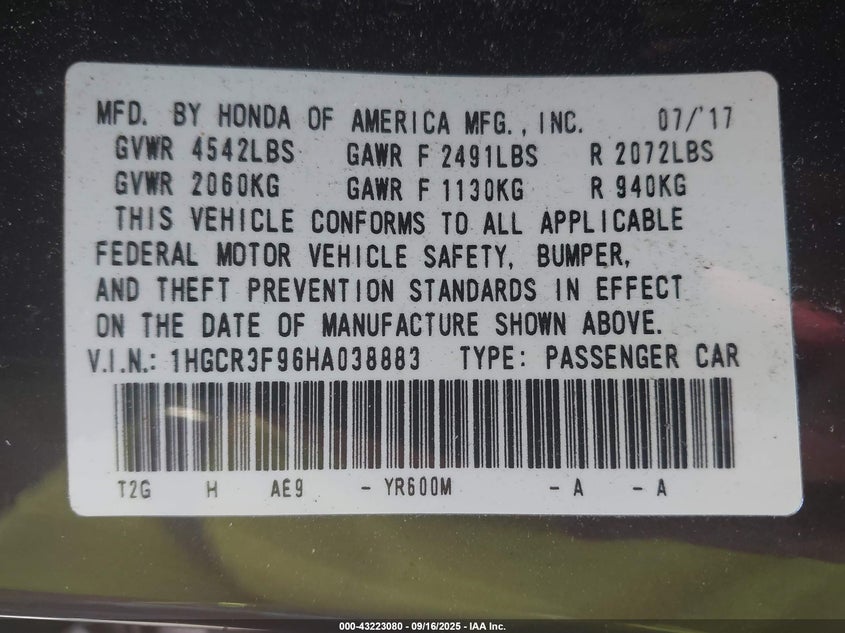 MFD. BY HONDA OF AMERICA MFG., INC. 07/'17
GVWR 4542LBS GAWR F 2491LBS R 2072LBS
GVWR 2060KG GAWR F 1130KG R 940KG
THIS VEHICLE CONFORMS TO ALL APPLICABLE
FEDERAL MOTOR VEHICLE SAFETY, BUMPER,
AND THEFT PREVENTION STANDARDS IN EFFECT
ON THE DATE OF MANUFACTURE SHOWN ABOVE.
V.I.N.: 1HGCR3F96HA038883 TYPE: PASSENGER CAR
T2G H AE9 - YR600M - A - A
000-43223080 - 09/16/2025 - IAA Inc.